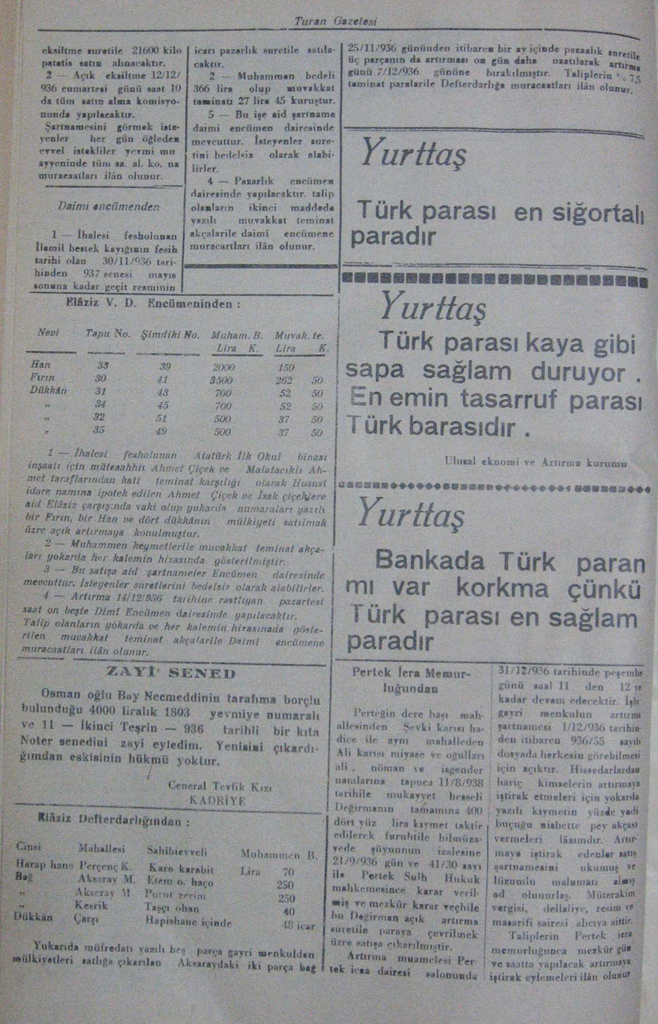 Turan Gazetesi
eksiltme suretile 21600 kilo
patatis satın alınacaktır.
2 — Açık eksiltme 12/12/
936 cumartesi günü saat 10
da tüm satın alma komisyo-
nunda yapılacaktır.
Şartnamesini görmek iste-
yenler her gün öğleden
evvel istekliler yevmi mu
ayyeninde tüm sa. al. ko. na
muracaatları ilân olunur.
Daimi encümenden
1 — İhalesi fesholunan
İlamil bestek kayığının fesih
tarihi olan 30/11/936 tari-
hinden 937 senesi mayıs
sonuna kadar geçit resminin
icarı pazarlık suretile satıla-
caktır.
2 — Muhammen bedeli
366 lira olup muvakkat
teminatı 27 lira 45 kuruştur.
5 — Bu işe aid şartname
daimi encümen dairesinde
mevcuttur. İsteyenler sure-
tini bedelsiz olarak alabi-
lirler.
4 — Pazarlık encümen
dairesinde yapılacaktır. talip
olanların ikinci maddede
yazılı muvakkat teminat
akçalarile daimi encümene
muracartları ilân olunur.
25/11/936 gününden itibaren bir ay içinde pazaalık suretile
üç parçanın da artırması on gün daha uzatılarak artırma
günü 7/12/936 gününe bırakılmıştır. Taliplerin % 7,5
teminat paralarile Defterdarlığa muracaatları ilân olunur.
Yurttaş
Türk parası en siğortalı
paradır
Yurttaş
Türk parası kaya gibi
sapa sağlam duruyor .
En emin tasarruf parası
Türk barasıdır .
Ulusal eknomi ve Artırma kurumu
Yurttaş
Bankada Türk paran
mı var korkma çünkü
Türk parası en sağlam
paradır
Elâziz V. D. Encümeninden :
Nevi Tapu No. Şimdiki No. Muham. B. Muvak. te.
Lira K. Lira K.
Han 33 39 2000 150
Fırın 30 41 3500 262 50
Dükkân 31 43 700 52 50
„ 34 45 700 52 50
„ 32 51 500 37 50
„ 35 49 500 37 50
1 — İhalesi fesholunan Atatürk İlk Okul binası
inşaatı için müteahhit Ahmet Çiçek ve Malatacıklı Ah-
met taraflarından kati teminat karşılığı olarak Hususi
idare namına ipotek edilen Ahmet Çiçek ve İsak çiçeklere
aid Elâziz çarşısında vaki olup yukarda numaraları yazılı
bir Fırın, bir Han ve dört dükkânın mülkiyeti satılmak
üzre açık artırmaya konulmuştur.
2 — Muhammen keymetlerile muvakkat teminat akça-
ları yokarda her kalemin hizasında gösterilmiştir.
3 — Bu satışa aid şartnameler Encümen dairesinde
mevcuttur. İsteyenler suretlerini bedelsiz olarak alabilirler.
4 — Artırma 14/12/936 tarihine rastlıyan pazartesi
saat on beşte Diml Encümen dairesinde yapılacaktır.
Talip olanların yokarda ve her kalemin hizasınada göste-
rilen muvakkat teminat akçalarile Daimi encümene
muracaatları ilân olunur.
ZAYİ' SENED
Osman oğlu Bay Necmeddinin tarafıma borçlu
bulunduğu 4000 liralık 1803 yevmiye numaralı
ve 11 — İkinci Teşrin — 936 tarihli bir kıta
Noter senedini zayi eyledim. Yenisini çıkardı-
ğımdan eskisinin hükmü yoktur.
Ceneral Tevfik Kızı
KADRİYE
Elâziz Defterdarlığından :
Cinsi Mahallesi Sahibievveli Muhammen B.
Harap hane Perçenç K. Karo karabit Lira 70
Bağ Aksaray M. Etem o. haço 250
„ Aksaray M 250
„ Kesrik Taşçı ohan 40
Dükkân Çarşı Hapishane içinde 48 icar
Yukarıda müfredatı yazılı beş parça gayri menkulden
mülkiyetleri satlığa çıkarılan Aksaraydaki iki parça bağ
Pertek İcra Memur-
luğundan
Perteğin dere başı mah-
allesinden Şevki karısı ha-
dice ile aynı mahalleden
Ali karısı miyase ve oğulları
ali , nöman ve isgender
namlarına tapuca 11/8/938
tarihile mukayyet hesseli
Değirmanın tamamına 400
dört yüz lira kıymet taktir
edilerek furuhtile bilmüza-
yede şüyuunun izalesine
21/9/936 gün ve 41/30 sayı
ile Pertek Sulh Hukuk
mahkemesince karar veril-
miş ve mezkür karar veçhile
bu Değirman açık artırma
suretile paraya çevrilmek
üzre satışa çıkarılmıştır.
Artırma muamelesi Per
tek icaa dairesi salonunda
31/12/936 tarihinde perşembe
günü saal 11 den 12 ye
kadar devam edecektir. İşbu
gayri menkulun artırma
şartnamesi 1/12/936 tarihin-
den itibaren 936/55 sayılı
dosyada herkesin görebilmesi
için açıktır. Hissedarlardan
hariç kimselerin artırmaya
iştirak etmeleri için yokarda
yazılı kıymetin yüzde yedi
buçuğu nisbette pey akçası
vermeleri lâzımdır. Artır-
maya iştirak edenler satış
şartnamesini okumuş ve
lüzumlu malumatı almış
ad olunurlar. Müterakim
vergisi, dellaliye, resim ve
masarifi sairesi alıcıya aittir.
Taliplerin Pertek icra
memurluğunca mezkür gün
ve saatta yapılacak artırmaya
iştirak eylemeleri ilân olunur